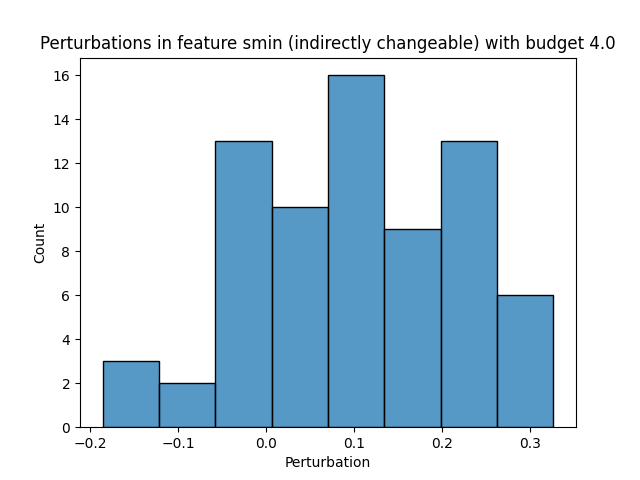 Perturbations in feature smin (indirectly changeable) with budget 4.0
16
14
12
10
8
6
4
2
0
Count
−0.2 −0.1 0.0 0.1 0.2 0.3
Perturbation